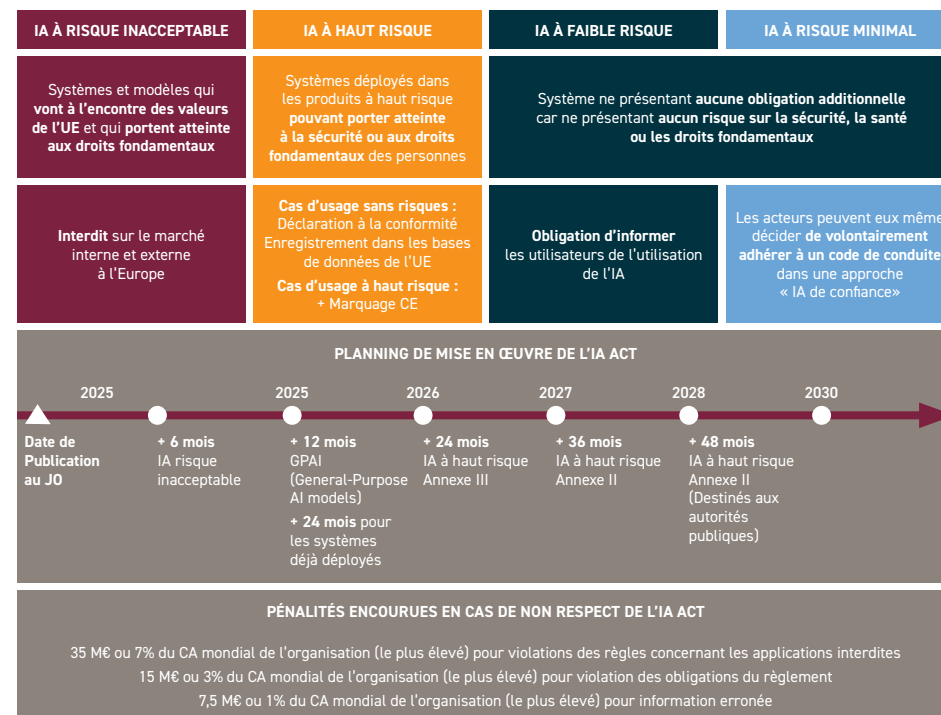 IA À RISQUE INACCEPTABLE
IA À HAUT RISQUE
IA À FAIBLE RISQUE
IA À RISQUE MINIMAL
Systèmes et modèles qui
vont à l'encontre des valeurs
de l'UE et qui portent atteinte
aux droits fondamentaux
Systèmes déployés dans
les produits à haut risque
pouvant porter atteinte
à la sécurité ou aux droits
fondamentaux des personnes
Système ne présentant aucune obligation additionnelle
car ne présentant aucun risque sur la sécurité, la santé
ou les droits fondamentaux
Interdit sur le marché
interne et externe
à l'Europe
Cas d'usage sans risques :
Déclaration à la conformité
Enregistrement dans les bases
de données de l'UE
Cas d'usage à haut risque :
+ Marquage CE
Obligation d'informer
les utilisateurs de l'utilisation
de l'IA
Les acteurs peuvent eux même
décider de volontairement
adhérer à un code de conduite
dans une approche
« IA de confiance»
PLANNING DE MISE EN ŒUVRE DE L'IA ACT
2025
2025
2026
2027
2028
2030
Date de
Publication
au JO
+ 6 mois
IA risque
inacceptable
+ 12 mois
GPAI
(General-Purpose
AI models)
+ 24 mois pour
les systèmes
déjà déployés
+ 24 mois
IA à haut risque
Annexe III
+ 36 mois
IA à haut risque
Annexe II
+ 48 mois
IA à haut risque
Annexe II
(Destinés aux
autorités
publiques)
PÉNALITÉS ENCOURUES EN CAS DE NON RESPECT DE L'IA ACT
35 M€ ou 7% du CA mondial de l'organisation (le plus élevé) pour violations des règles concernant les applications interdites
15 M€ ou 3% du CA mondial de l'organisation (le plus élevé) pour violation des obligations du règlement
7,5 M€ ou 1% du CA mondial de l'organisation (le plus élevé) pour information erronée